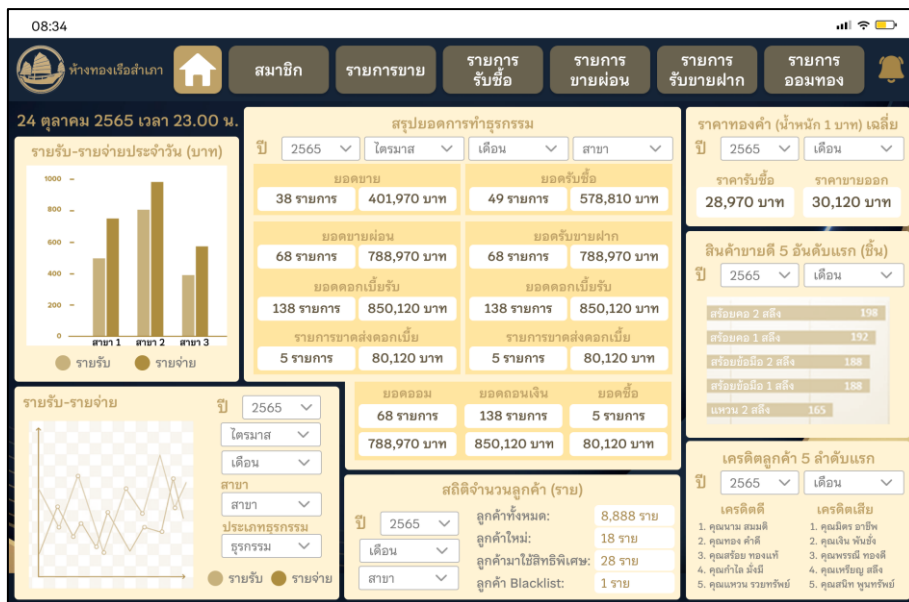 08:34
ห้างทองเรือสำเภา
สมาชิก
รายการขาย
รายการ
รับซื้อ
รายการ
ขายผ่อน
รายการ
รับขายฝาก
รายการ
ออมทอง
24 ตุลาคม 2565 เวลา 23.00 น.
รายรับ-รายจ่ายประจำวัน (บาท)
1000
800
600
400
200
0
สาขา 1 สาขา 2 สาขา 3
รายรับ รายจ่าย
สรุปยอดการทำธุรกรรม
ปี 2565 ไตรมาส เดือน สาขา
ยอดขาย ยอดรับซื้อ
38 รายการ 401,970 บาท 49 รายการ 578,810 บาท
ยอดขายผ่อน ยอดรับขายฝาก
68 รายการ 788,970 บาท 68 รายการ 788,970 บาท
ยอดดอกเบี้ยรับ ยอดดอกเบี้ยรับ
138 รายการ 850,120 บาท 138 รายการ 850,120 บาท
รายการขาดส่งดอกเบี้ย รายการขาดส่งดอกเบี้ย
5 รายการ 80,120 บาท 5 รายการ 80,120 บาท
ยอดออม ยอดถอนเงิน ยอดซื้อ
68 รายการ 138 รายการ 5 รายการ
788,970 บาท 850,120 บาท 80,120 บาท
ราคาทองคำ (น้ำหนัก 1 บาท) เฉลี่ย
ปี 2565 เดือน
ราคารับซื้อ ราคาขายออก
28,970 บาท 30,120 บาท
สินค้าขายดี 5 อันดับแรก (ชิ้น)
ปี 2565 เดือน
สร้อยคอ 2 สลึง 198
สร้อยคอ 1 สลึง 192
สร้อยข้อมือ 2 สลึง 188
สร้อยข้อมือ 1 สลึง 188
แหวน 2 สลึง 165
รายรับ-รายจ่าย
ปี 2565
ไตรมาส
เดือน
สาขา
สาขา
ประเภทธุรกรรม
ธุรกรรม
รายรับ รายจ่าย
สถิติจำนวนลูกค้า (ราย)
ปี 2565
เดือน
สาขา
ลูกค้าทั้งหมด: 8,888 ราย
ลูกค้าใหม่: 18 ราย
ลูกค้ามาใช้สิทธิพิเศษ: 28 ราย
ลูกค้า Blacklist: 1 ราย
เครดิตลูกค้า 5 ลำดับแรก
ปี 2565 เดือน
เครดิตดี เครดิตเสีย
1. คุณนาม สมมติ 1. คุณมิตร อาชีพ
2. คุณทอง คำดี 2. คุณเงิน พันชั่ง
3. คุณสร้อย ทองแท้ 3. คุณพรรณี ทองดี
4. คุณกำไล มั่งมี 4. คุณเหรียญ สลึง
5. คุณแหวน รวยทรัพย์ 5. คุณสนิท พูนทรัพย์